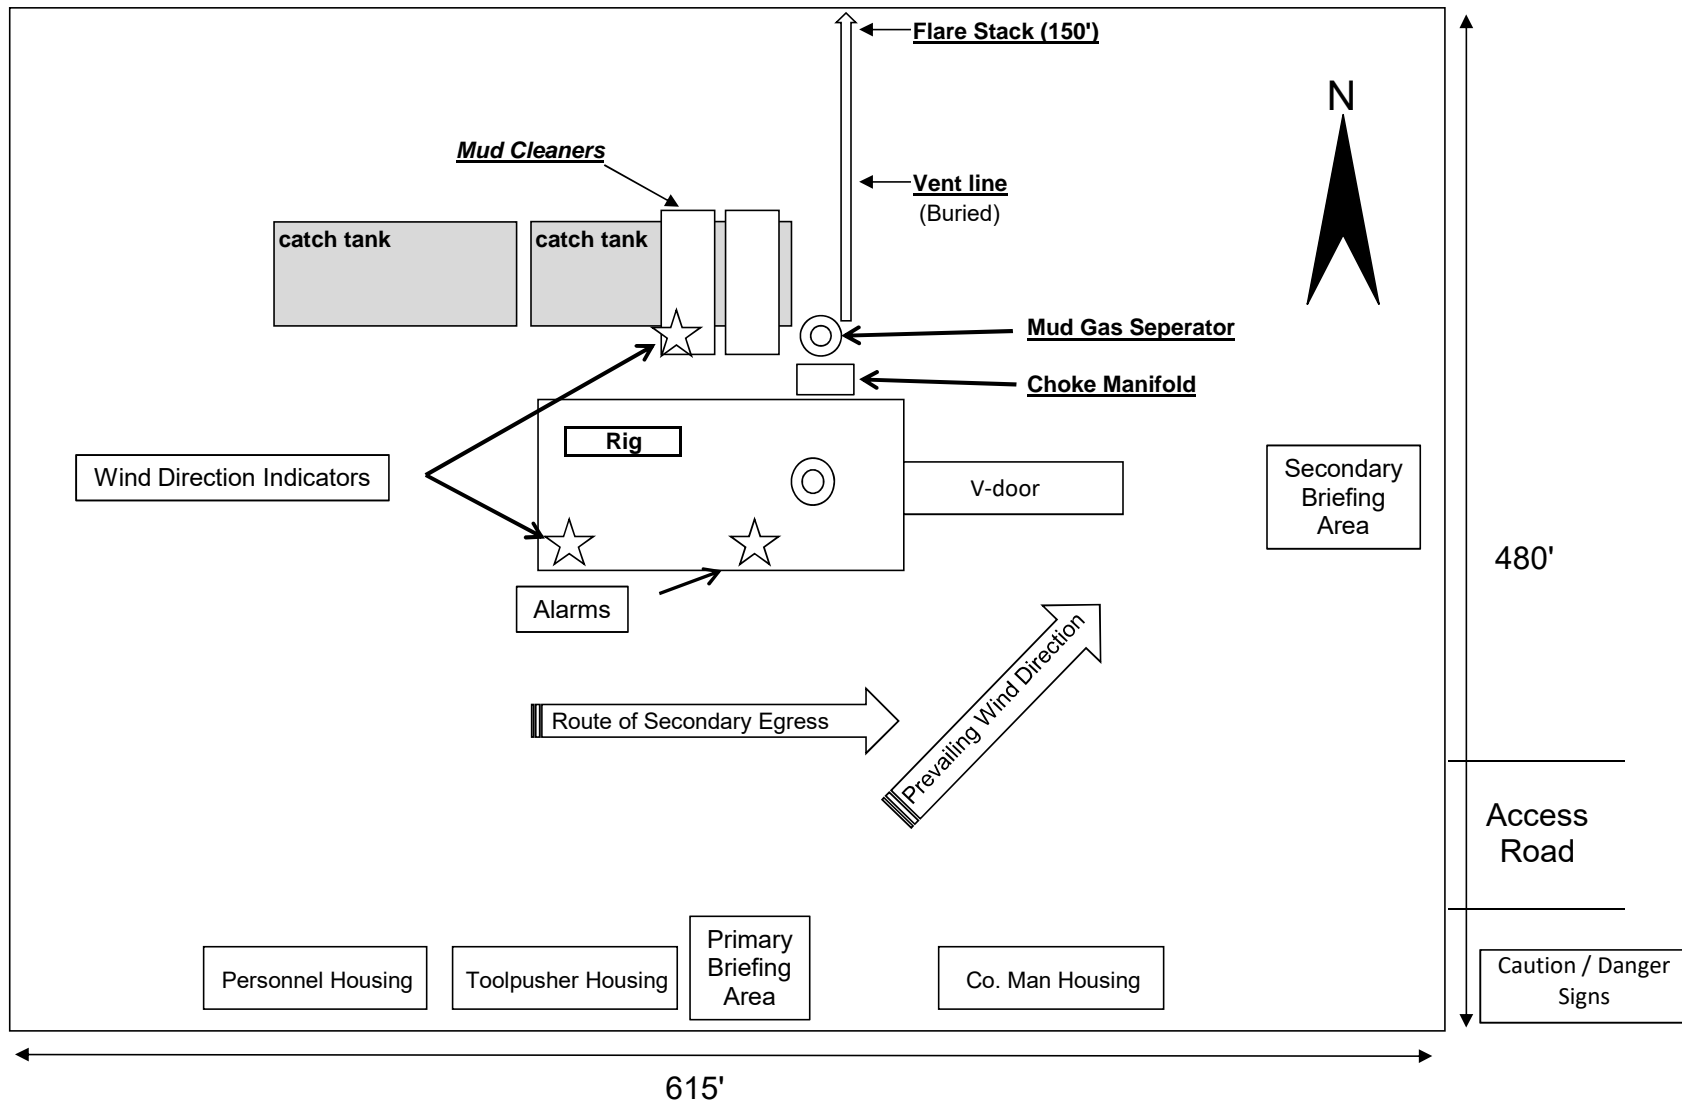 Flare Stack (150')
N
Mud Cleaners
Vent line
(Buried)
catch tank
catch tank
Mud Gas Seperator
Choke Manifold
Rig
Wind Direction Indicators
V-door
Secondary
Briefing
Area
480'
Alarms
Prevailing Wind Direction
Route of Secondary Egress
Access
Road
Primary
Briefing
Area
Personnel Housing
Toolpusher Housing
Co. Man Housing
Caution / Danger
Signs
615'